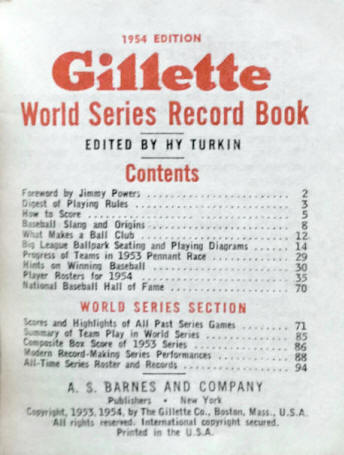 1954 EDITION
Gillette
World Series Record Book
EDITED BY HY TURKIN
Contents
Foreword by Jimmy Powers 2
Digest of Playing Rules 3
How to Score 5
Baseball Slang and Origins 8
What Makes a Ball Club 12
Big League Ballpark Seating and Playing Diagrams 14
Progress of Teams in 1953 Pennant Race 29
Hints on Winning Baseball 30
Player Rosters for 1954 35
National Baseball Hall of Fame 70
WORLD SERIES SECTION
Scores and Highlights of All Past Series Games 71
Summary of Team Play in World Series 85
Composite Box Score of 1953 Series 86
Modern Record-Making Series Performances 88
All-Time Series Roster and Records 94
A. S. BARNES AND COMPANY
Publishers • New York
Copyright, 1953, 1954, by The Gillette Co., Boston, Mass., U.S.A.
All rights reserved. International copyright secured.
Printed in the U.S.A.